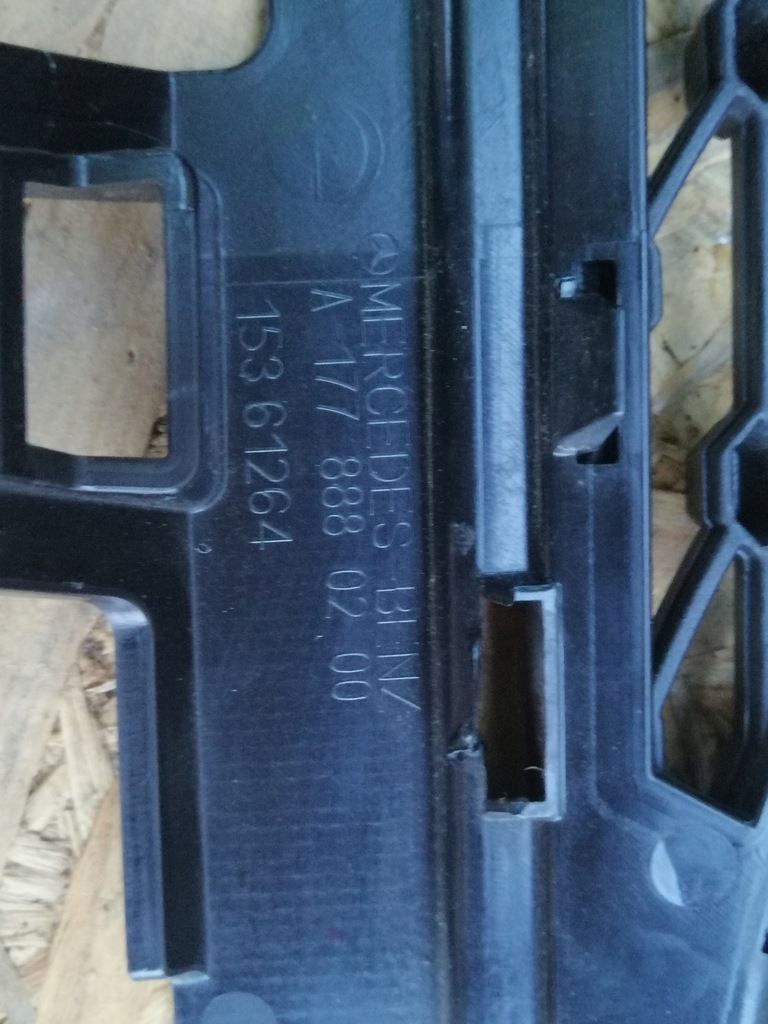 MERCEDES-BENZ
A 177 888 02 00
153 61264